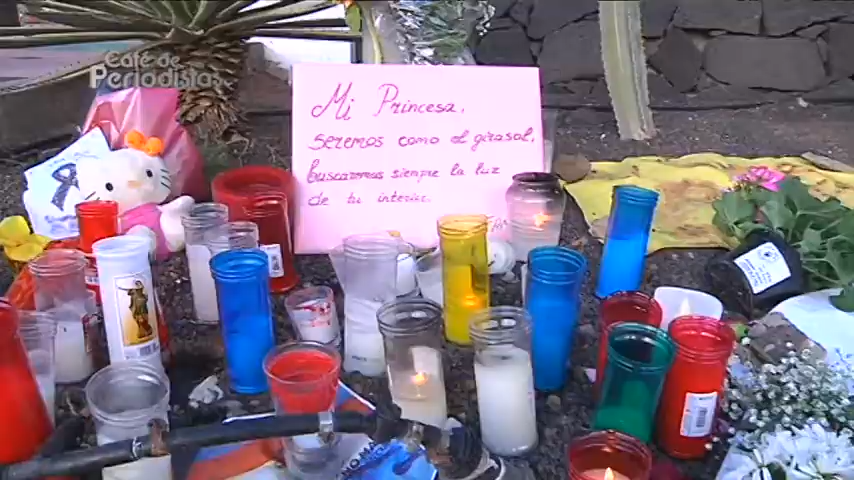 Café de
Periodistas
Mi Princesa,
Seremos como el girasol,
buscaremos siempre la luz
de tu interior.